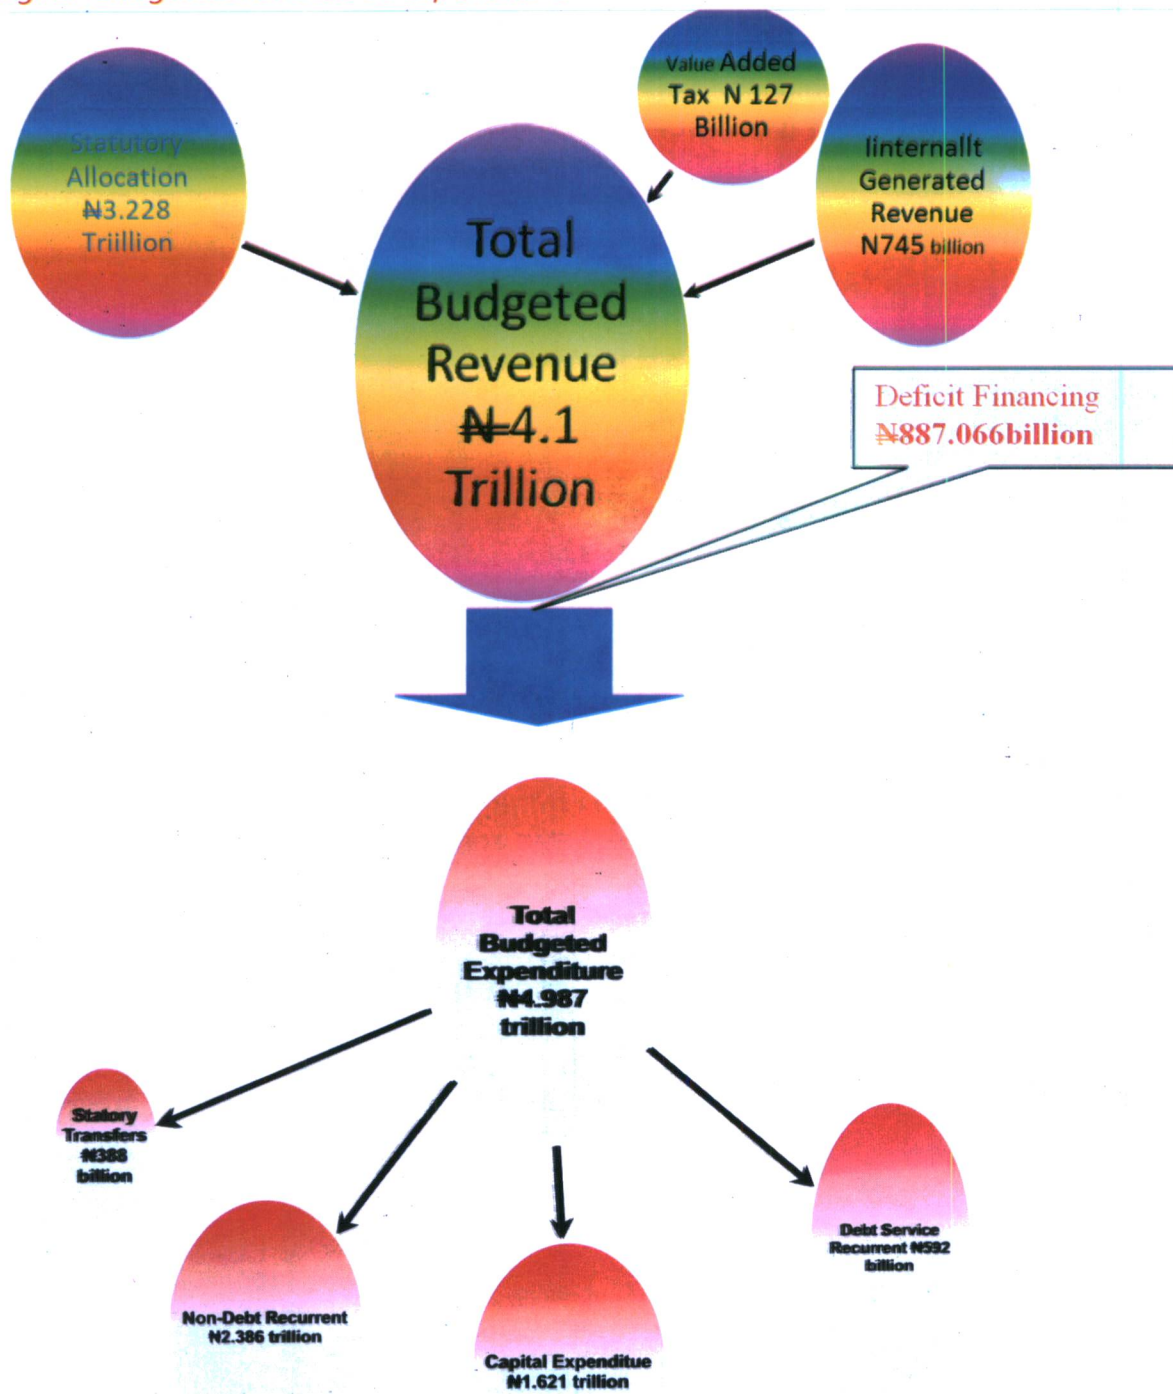 Statutory
Allocation
₦3.228
Triillion
Value Added
Tax N 127
Billion
Iinternallt
Generated
Revenue
N745 billion
Total
Budgeted
Revenue
₦4.1
Trillion
Deficit Financing
₦887.066billion
Total
Budgeted
Expenditure
₦4.987
trillion
Statory
Transfers
₦388
billion
Non-Debt Recurrent
₦2.386 trillion
Capital Expenditue
₦1.621 trillion
Debt Service
Recurrent ₦592
billion